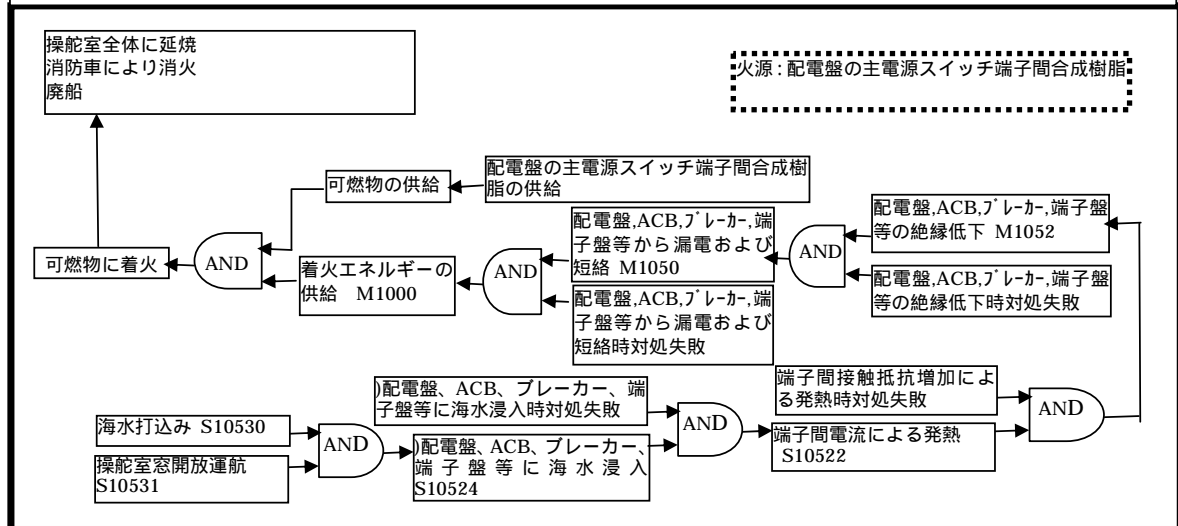 操舵室全体に延焼
消防車により消火
廃船
火源:配電盤の主電源スイッチ端子間合成樹脂
可燃物の供給
配電盤の主電源スイッチ端子間合成樹
脂の供給
可燃物に着火
AND
着火エネルギーの
供給 M1000
AND
配電盤,ACB,ブレーカー,端
子盤等から漏電および
短絡 M1050
配電盤,ACB,ブレーカー,端
子盤等から漏電および
短絡時対処失敗
AND
配電盤,ACB,ブレーカー,端子盤
等の絶縁低下 M1052
配電盤,ACB,ブレーカー,端子盤
等の絶縁低下時対処失敗
海水打込み S10530
操舵室窓開放運航
S10531
AND
)配電盤、ACB、ブレーカー、端
子盤等に海水浸入時対処失敗
)配電盤、ACB、ブレーカー、
端子盤等に海水浸入
S10524
AND
端子間接触抵抗増加によ
る発熱時対処失敗
端子間電流による発熱
S10522
AND